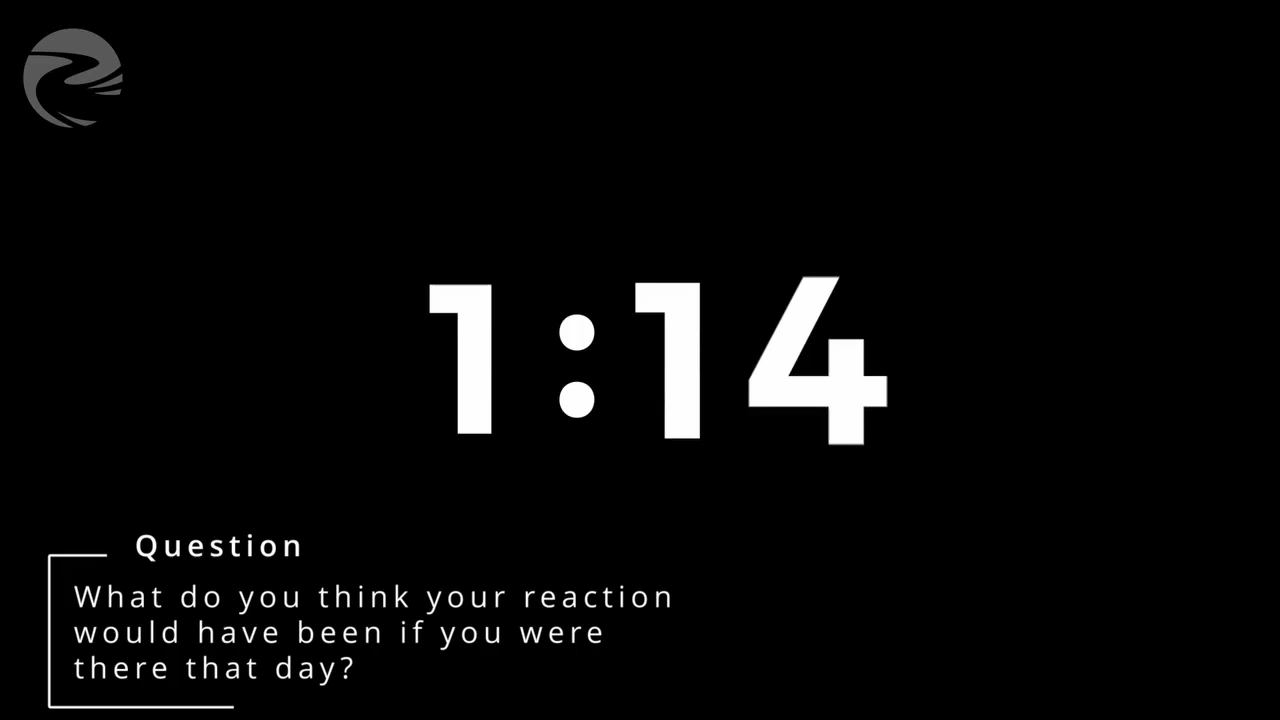 1:14
Question
What do you think your reaction
would have been if you were
there that day?